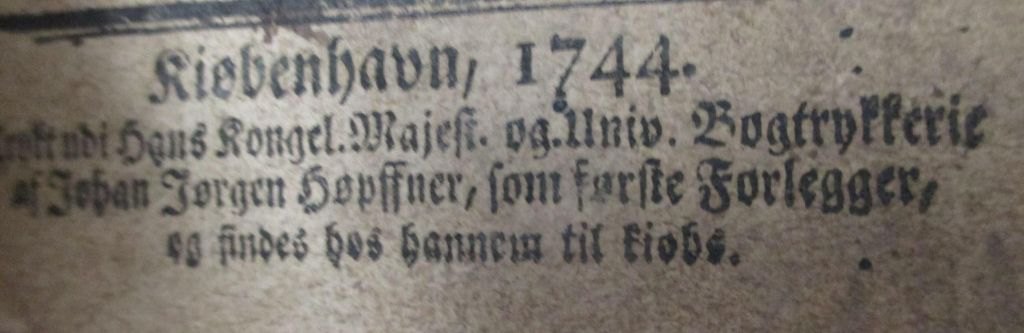 Kiøbenhavn, 1744.
udi Hans Kongel. Majest. og Univ. Bogtrykkerie
af Johan Jørgen Høpffner, som første Forlegger,
og findes hos hannem til kiøbs.